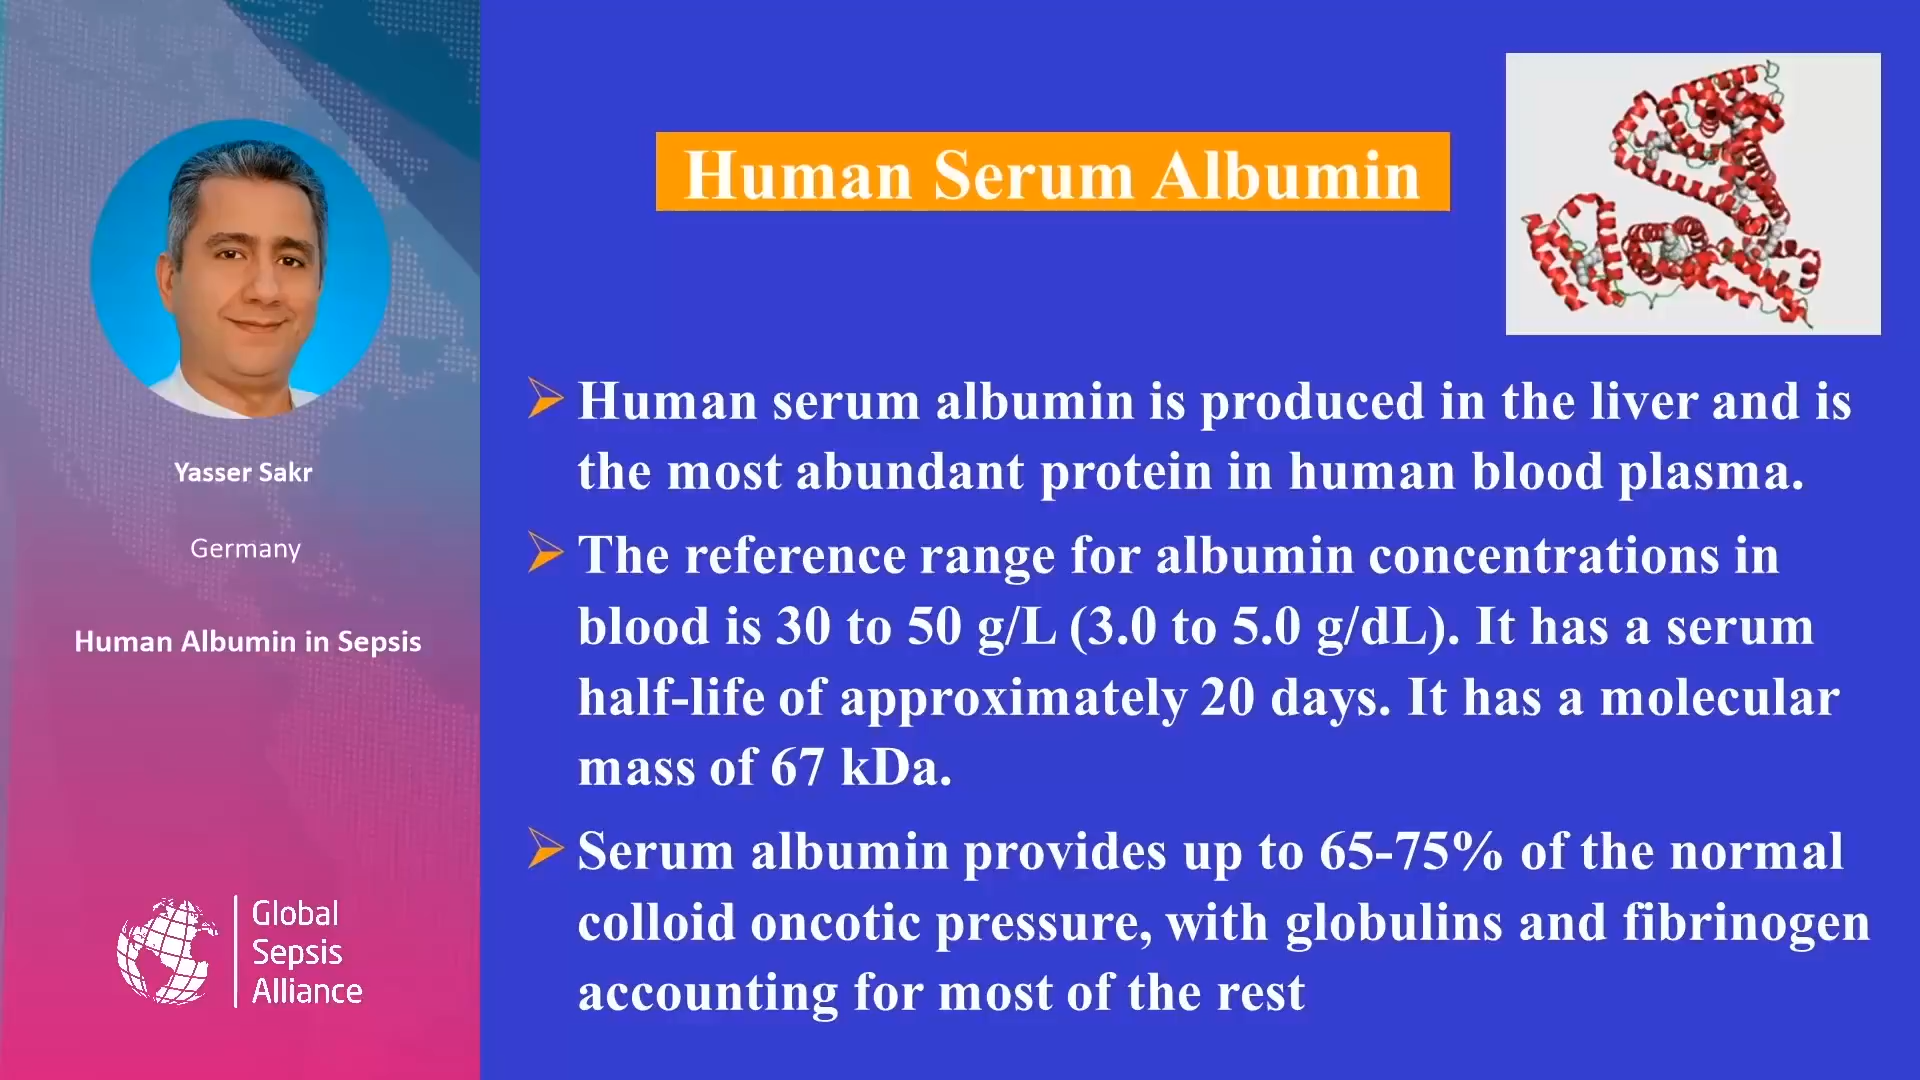 Yasser Sakr
Germany
Human Albumin in Sepsis
Global
Sepsis
Alliance
Human Serum Albumin
Human serum albumin is produced in the liver and is
the most abundant protein in human blood plasma.
The reference range for albumin concentrations in
blood is 30 to 50 g/L (3.0 to 5.0 g/dL). It has a serum
half-life of approximately 20 days. It has a molecular
mass of 67 kDa.
Serum albumin provides up to 65-75% of the normal
colloid oncotic pressure, with globulins and fibrinogen
accounting for most of the rest